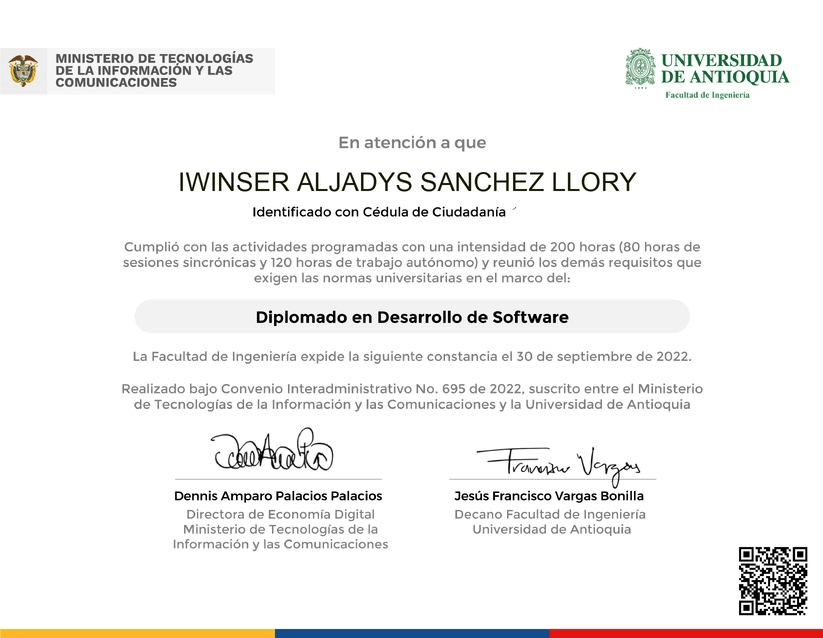 MINISTERIO DE TECNOLOGÍAS
DE LA INFORMACIÓN Y LAS
COMUNICACIONES
UNIVERSIDAD
DE ANTIOQUIA
1803
Facultad de Ingeniería
En atención a que
IWINSER ALJADYS SANCHEZ LLORY
Identificado con Cédula de Ciudadanía
Cumplió con las actividades programadas con una intensidad de 200 horas (80 horas de
sesiones sincrónicas y 120 horas de trabajo autónomo) y reunió los demás requisitos que
exigen las normas universitarias en el marco del:
Diplomado en Desarrollo de Software
La Facultad de Ingeniería expide la siguiente constancia el 30 de septiembre de 2022.
Realizado bajo Convenio Interadministrativo No. 695 de 2022, suscrito entre el Ministerio
de Tecnologías de la Información y las Comunicaciones y la Universidad de Antioquia
Francisco Vargas
Dennis Amparo Palacios Palacios
Directora de Economía Digital
Ministerio de Tecnologías de la
Información y las Comunicaciones
Jesús Francisco Vargas Bonilla
Decano Facultad de Ingeniería
Universidad de Antioquia